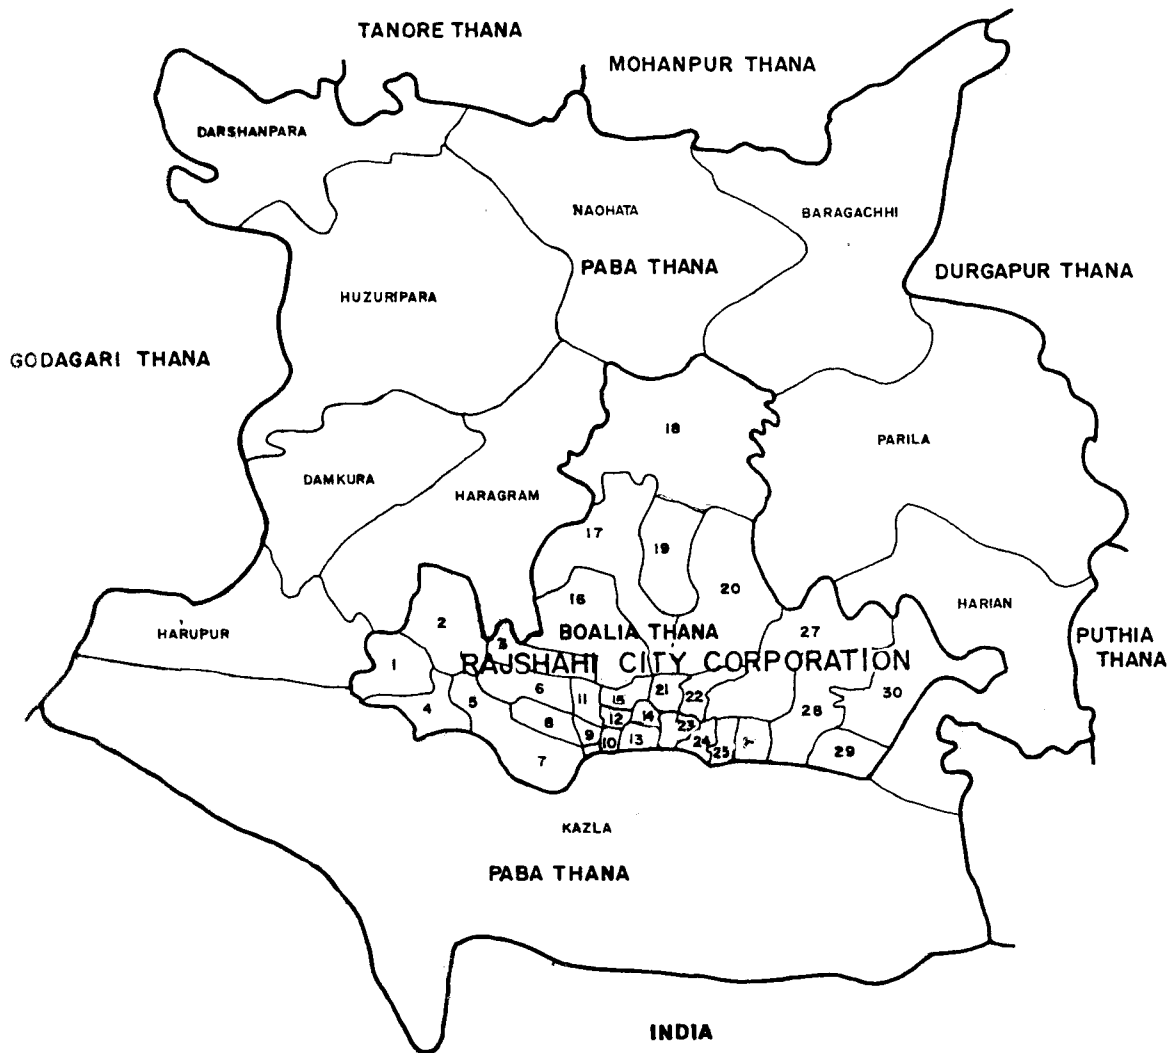 TANORE THANA
MOHANPUR THANA
DARSHANPARA
NAOHATA
BARAGACHHI
PABA THANA
DURGAPUR THANA
HUZURIPARA
GODAGARI THANA
18
PARILA
DAMKURA
HARAGRAM
17
19
20
16
HARIAN
2
HARUPUR
BOALIA THANA
27
PUTHIA
THANA
3
1
RAJSHAHI CITY CORPORATION
6
11
15
21
22
30
4
5
8
12
14
23
28
9
10
13
24
25
29
7
KAZLA
PABA THANA
INDIA